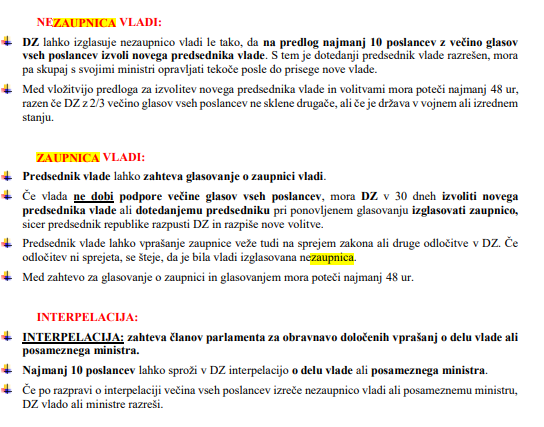 NEZAUPNICA VLADI:
DZ lahko izglasuje nezaupnico vladi le tako, da na predlog najmanj 10 poslancev z večino glasov
vseh poslancev izvoli novega predsednika vlade. S tem je dotedanji predsednik vlade razrešen, mora
pa skupaj s svojimi ministri opravljati tekoče posle do prisege nove vlade.
Med vložitvijo predloga za izvolitev novega predsednika vlade in volitvami mora poteči najmanj 48 ur,
razen če DZ z 2/3 večino glasov vseh poslancev ne sklene drugače, ali če je država v vojnem ali izrednem
stanju.
ZAUPNICA VLADI:
Predsednik vlade lahko zahteva glasovanje o zaupnici vladi.
Če vlada ne dobi podpore večine glasov vseh poslancev, mora DZ v 30 dneh izvoliti novega
predsednika vlade ali dotedanjemu predsedniku pri ponovljenem glasovanju izglasovati zaupnico,
sicer predsednik republike razpusti DZ in razpiše nove volitve.
Predsednik vlade lahko vprašanje zaupnice veže tudi na sprejem zakona ali druge odločitve v DZ. Če
odločitev ni sprejeta, se šteje, da je bila vladi izglasovana nezaupnica.
Med zahtevo za glasovanje o zaupnici in glasovanjem mora poteči najmanj 48 ur.
INTERPELACIJA:
INTERPELACIJA: zahteva članov parlamenta za obravnavo določenih vprašanj o delu vlade ali
posameznega ministra.
Najmanj 10 poslancev lahko sproži v DZ interpelacijo o delu vlade ali posameznega ministra.
Če po razpravi o interpelaciji večina vseh poslancev izreče nezaupnico vladi ali posameznemu ministru,
DZ vlado ali ministre razreši.